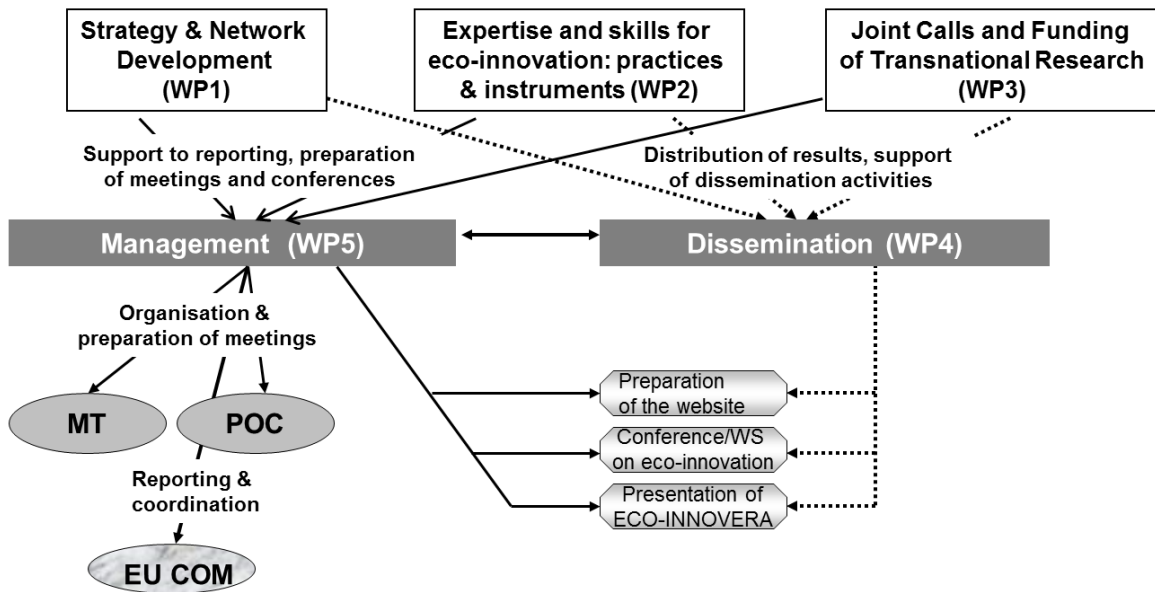 Strategy & Network
Development
(WP1)
Expertise and skills for
eco-innovation: practices
& instruments (WP2)
Joint Calls and Funding
of Transnational Research
(WP3)
Support to reporting, preparation
of meetings and conferences
Distribution of results, support
of dissemination activities
Management (WP5)
Dissemination (WP4)
Organisation &
preparation of meetings
MT
POC
Reporting &
coordination
EU COM
Preparation
of the website
Conference/WS
on eco-innovation
Presentation of
ECO-INNOVERA